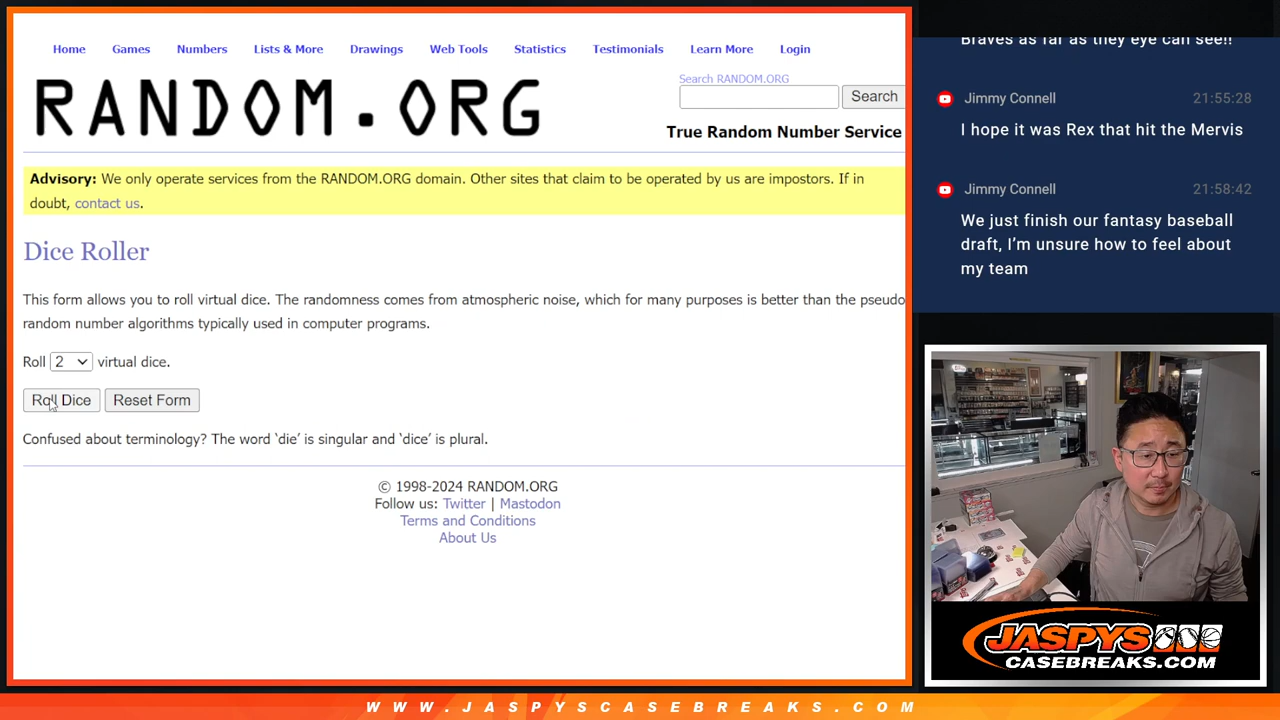 Home Games Numbers Lists & More Drawings Web Tools Statistics Testimonials Learn More Login
RANDOM.ORG
Search RANDOM.ORG
Search
True Random Number Service
Advisory: We only operate services from the RANDOM.ORG domain. Other sites that claim to be operated by us are impostors. If in
doubt, contact us.
Dice Roller
This form allows you to roll virtual dice. The randomness comes from atmospheric noise, which for many purposes is better than the pseudo
random number algorithms typically used in computer programs.
Roll 2 virtual dice.
Roll Dice Reset Form
Confused about terminology? The word ‘die’ is singular and ‘dice’ is plural.
© 1998-2024 RANDOM.ORG
Follow us: Twitter | Mastodon
Terms and Conditions
About Us
Braves as far as they eye can see!!
Jimmy Connell 21:55:28
I hope it was Rex that hit the Mervis
Jimmy Connell 21:58:42
We just finish our fantasy baseball
draft, I’m unsure how to feel about
my team
JASPYS
CASEBREAKS.COM
WWW.JASPYSCASEBREAKS.COM